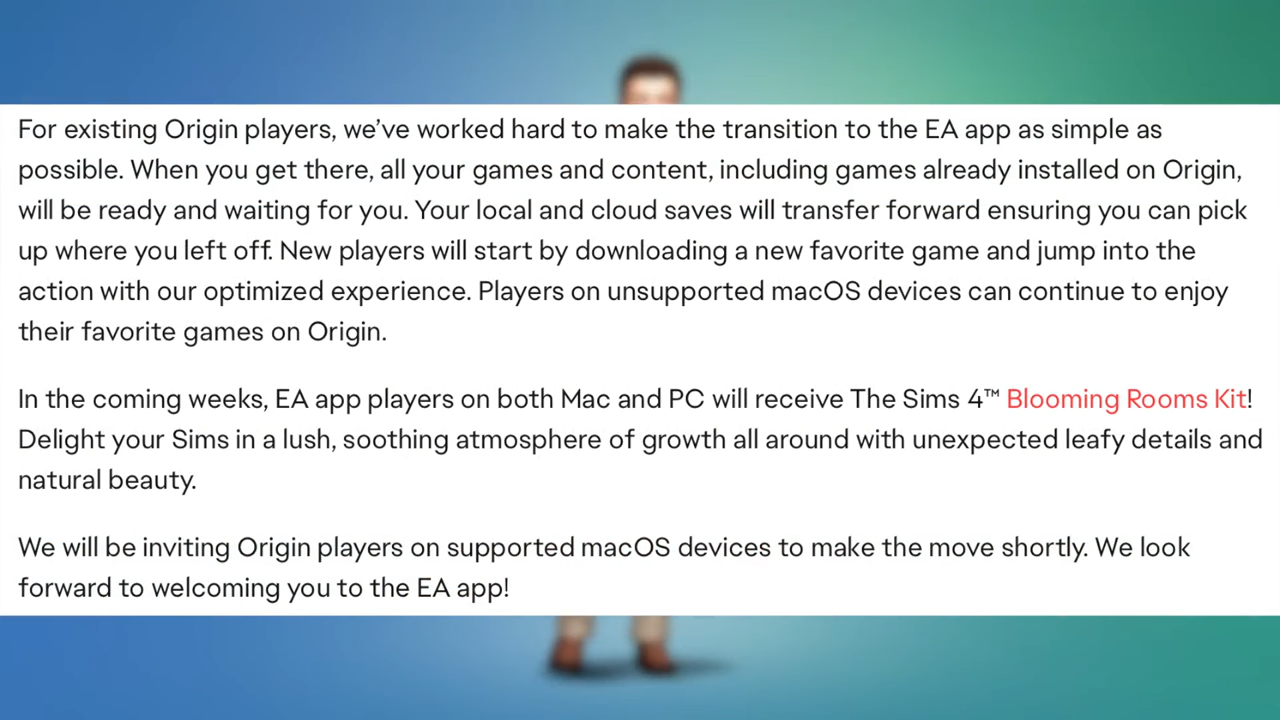 For existing Origin players, we’ve worked hard to make the transition to the EA app as simple as
possible. When you get there, all your games and content, including games already installed on Origin,
will be ready and waiting for you. Your local and cloud saves will transfer forward ensuring you can pick
up where you left off. New players will start by downloading a new favorite game and jump into the
action with our optimized experience. Players on unsupported macOS devices can continue to enjoy
their favorite games on Origin.
In the coming weeks, EA app players on both Mac and PC will receive The Sims 4™ Blooming Rooms Kit!
Delight your Sims in a lush, soothing atmosphere of growth all around with unexpected leafy details and
natural beauty.
We will be inviting Origin players on supported macOS devices to make the move shortly. We look
forward to welcoming you to the EA app!